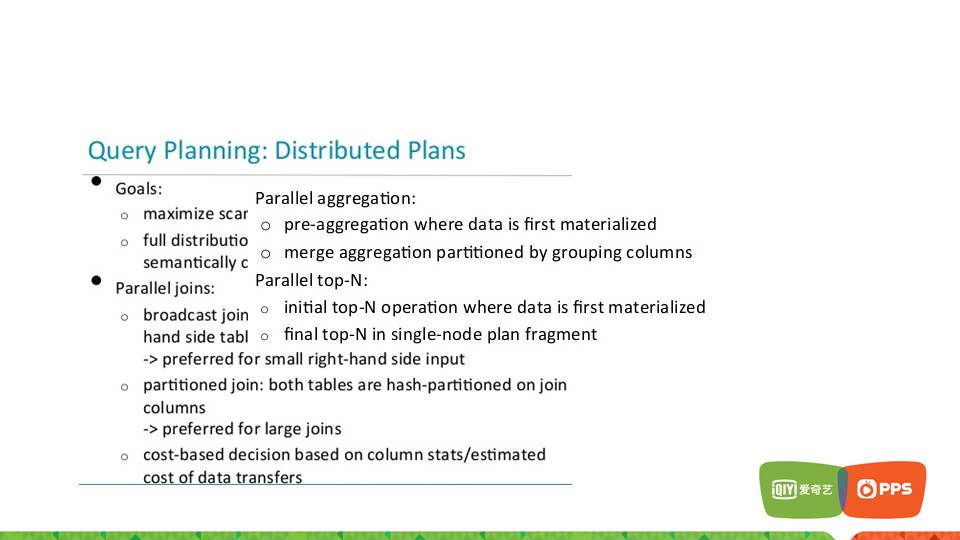 Query Planning: Distributed Plans
• Goals:
o maximize scan
o full distributio
semantically c
• Parallel joins:
o broadcast join
hand side tabl
-> preferred for small right-hand side input
o partitioned join: both tables are hash-partitioned on join
columns
-> preferred for large joins
o cost-based decision based on column stats/estimated
cost of data transfers
Parallel aggregation:
o pre-aggregation where data is first materialized
o merge aggregation partitioned by grouping columns
Parallel top-N:
o initial top-N operation where data is first materialized
o final top-N in single-node plan fragment
iQIYI 爱奇艺
PPS